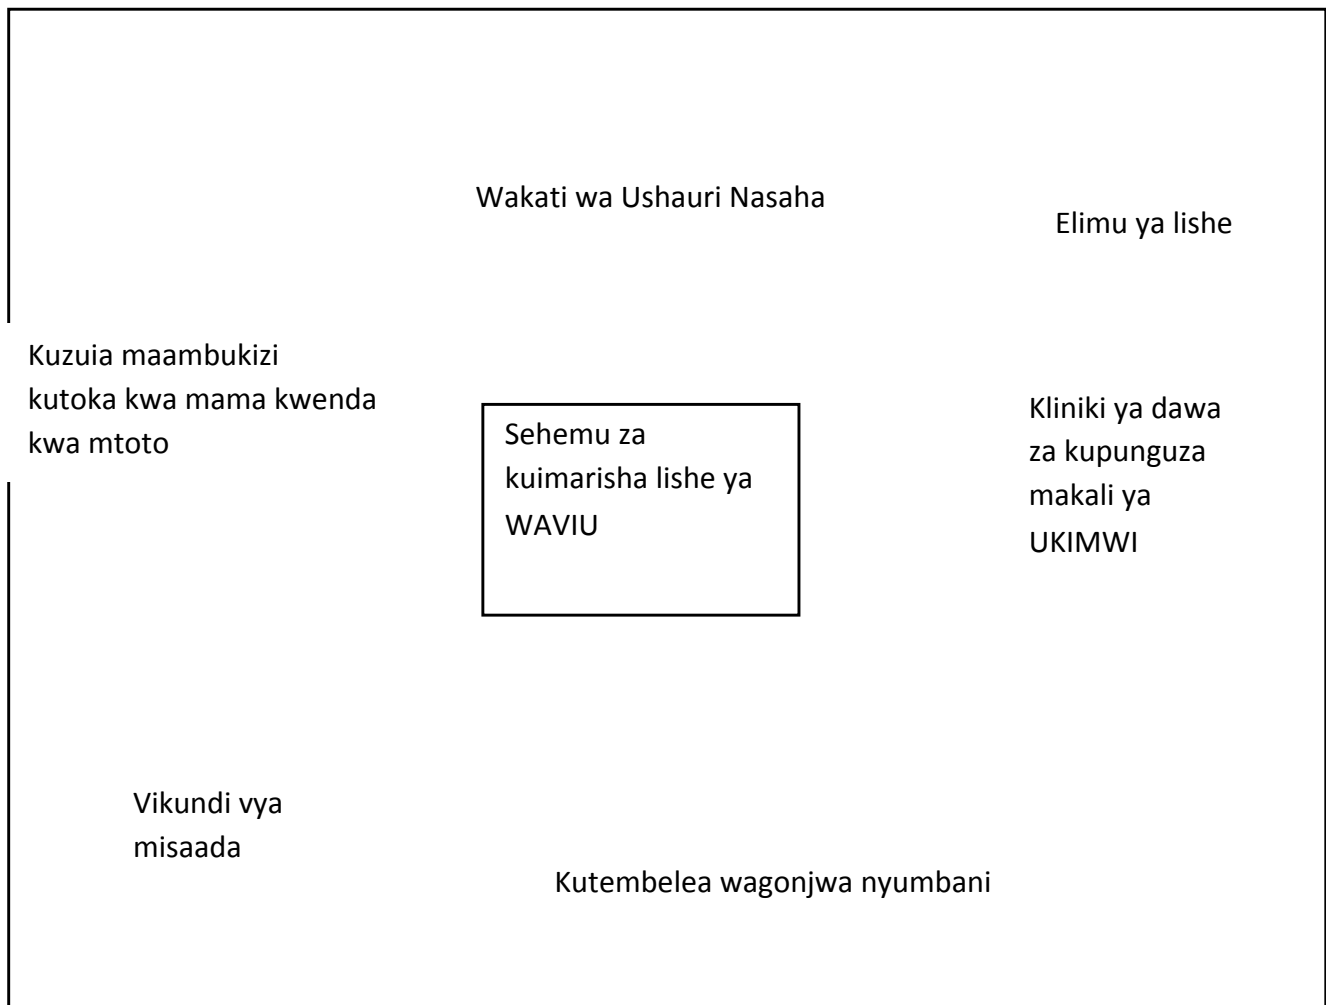 Wakati wa Ushauri Nasaha
Elimu ya lishe
Kuzuia maambukizi
kutoka kwa mama kwenda
kwa mtoto
Sehemu za
kuimarisha lishe ya
WAVIU
Kliniki ya dawa
za kupunguza
makali ya
UKIMWI
Vikundi vya
misaada
Kutembelea wagonjwa nyumbani